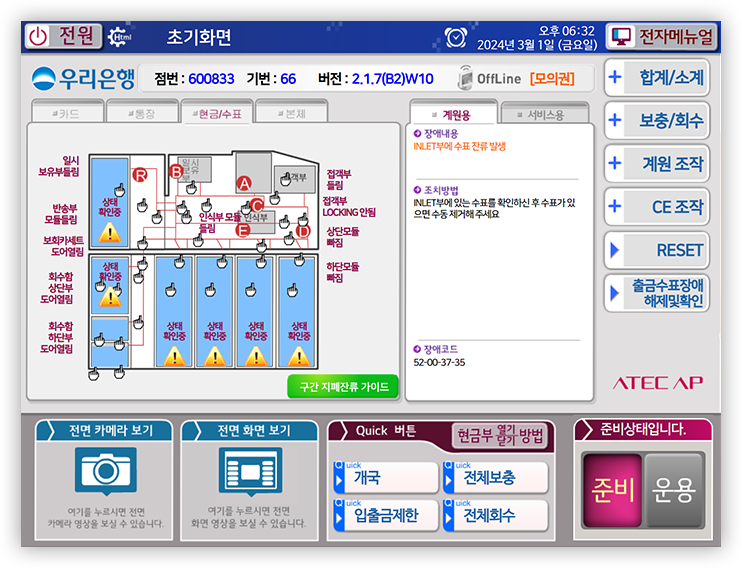 전원
Html
초기화면
오후 06:32
2024년 3월 1일 (금요일)
전자메뉴얼
우리은행
점번 : 600833 기번 : 66 버전 : 2.1.7(B2)W10
OffLine [모의권]
합계/소계
보충/회수
계원 조작
CE 조작
RESET
출금수표장애
해제및확인
카드
통장
현금/수표
본체
계원용
서비스용
일시
보유부들림
반송부
모듈들림
보회카세트
도어열림
회수함
상단부
도어열림
회수함
하단부
도어열림
일시
보유
부
R
B
A
C
E
D
접객부
인식부 모듈
들림
인식부
접객부
들림
접객부
LOCKING 안됨
상단모듈
빠짐
하단모듈
빠짐
상태
확인중
상태
확인중
상태
확인중
상태
확인중
상태
확인중
상태
확인중
구간 지폐잔류 가이드
장애내용
INLET부에 수표 잔류 발생
조치방법
INLET부에 있는 수표를 확인하신 후 수표가 있
으면 수동 제거해 주세요
장애코드
52-00-37-35
ATEC AP
전면 카메라 보기
여기를 누르시면 전면
카메라 영상을 보실 수 있습니다.
전면 화면 보기
여기를 누르시면 전면
화면 영상을 보실 수 있습니다.
Quick 버튼
현금부 열기 닫기 방법
Quick
개국
Quick
전체보충
Quick
입출금제한
Quick
전체회수
준비상태입니다.
준비
운용